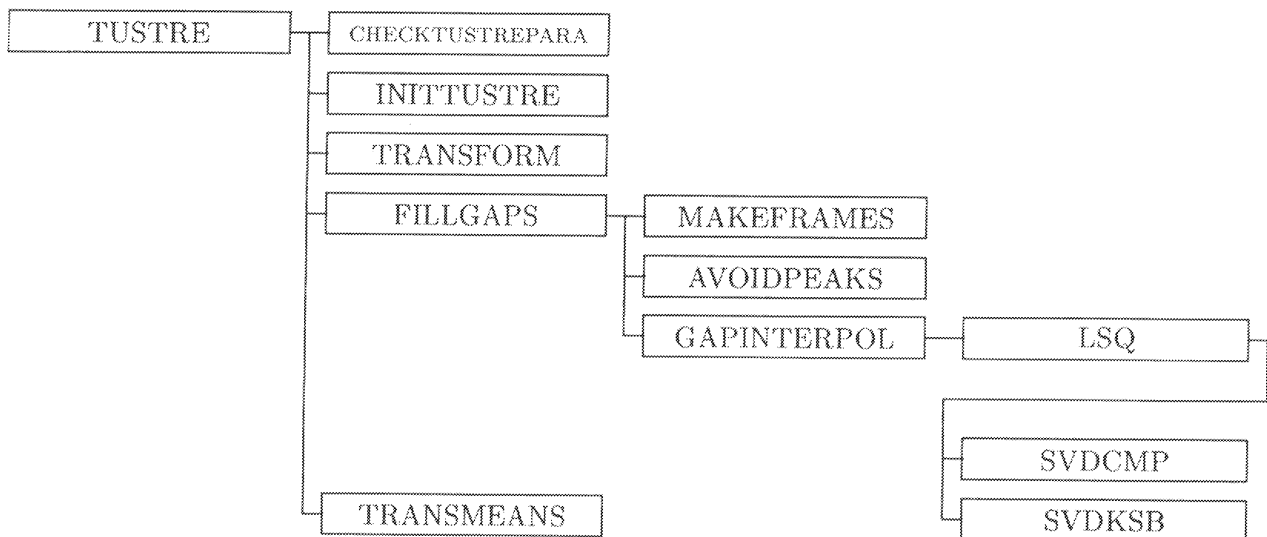 TUSTRE
CHECKTUSTREPARA
INITTUSTRE
TRANSFORM
FILLGAPS
MAKEFRAMES
AVOIDPEAKS
GAPINTERPOL
LSQ
SVDCMP
SVDKSB
TRANSMEANS